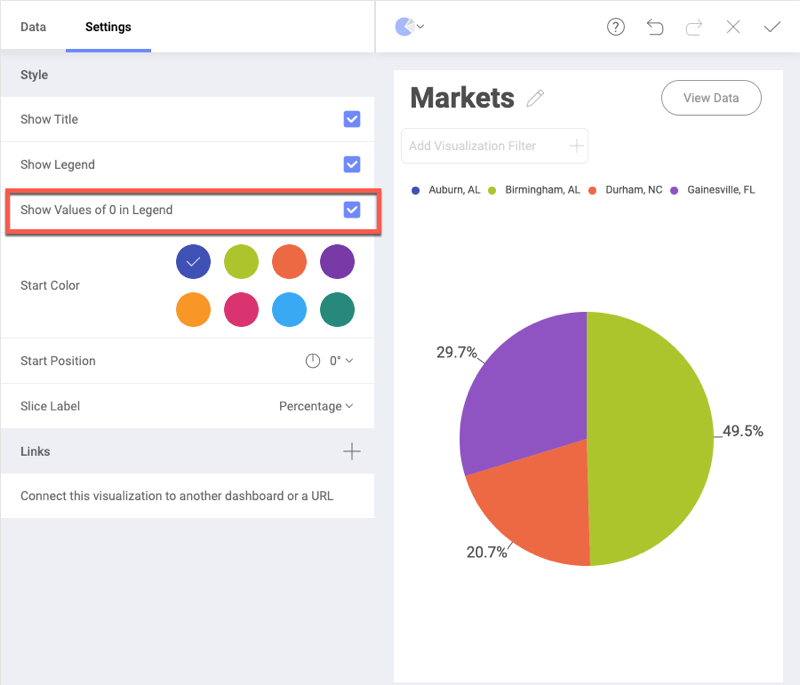 Data
Settings
Style
Show Title
Show Legend
Show Values of 0 in Legend
Start Color
Start Position
0°
Slice Label
Percentage
Links
Connect this visualization to another dashboard or a URL
?
Markets
View Data
Add Visualization Filter
Auburn, AL Birmingham, AL Durham, NC Gainesville, FL
29.7%
49.5%
20.7%